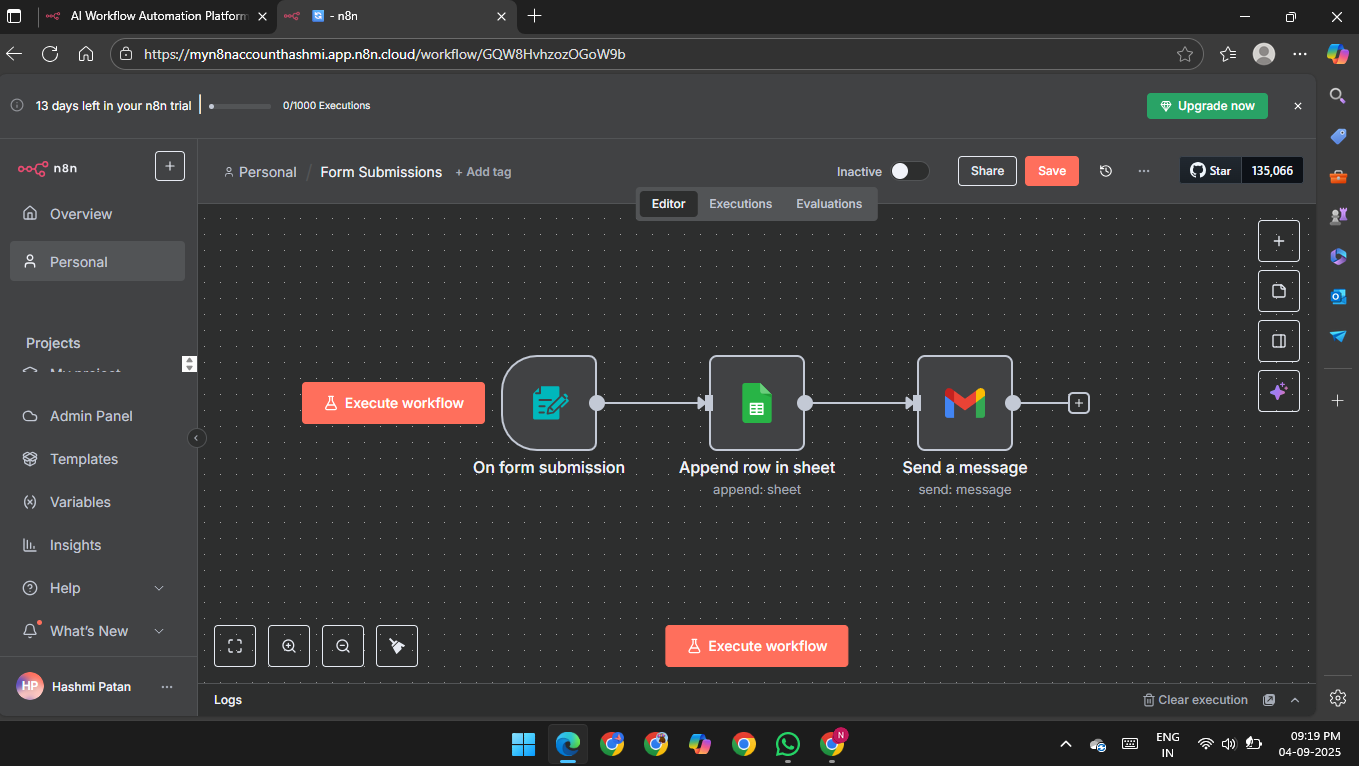 AI Workflow Automation Platform
- n8n
https://myn8naccounthashmi.app.n8n.cloud/workflow/GQW8HvhzozOGoW9b
13 days left in your n8n trial
0/1000 Executions
Upgrade now
n8n
Personal / Form Submissions + Add tag
Inactive
Share
Save
Star 135,066
Editor Executions Evaluations
Overview
Personal
Projects
My project
Admin Panel
Templates
Variables
Insights
Help
What's New
HP Hashmi Patan
Execute workflow
On form submission
Append row in sheet
append: sheet
Send a message
send: message
Execute workflow
Logs
Clear execution
N
ENG
IN
09:19 PM
04-09-2025